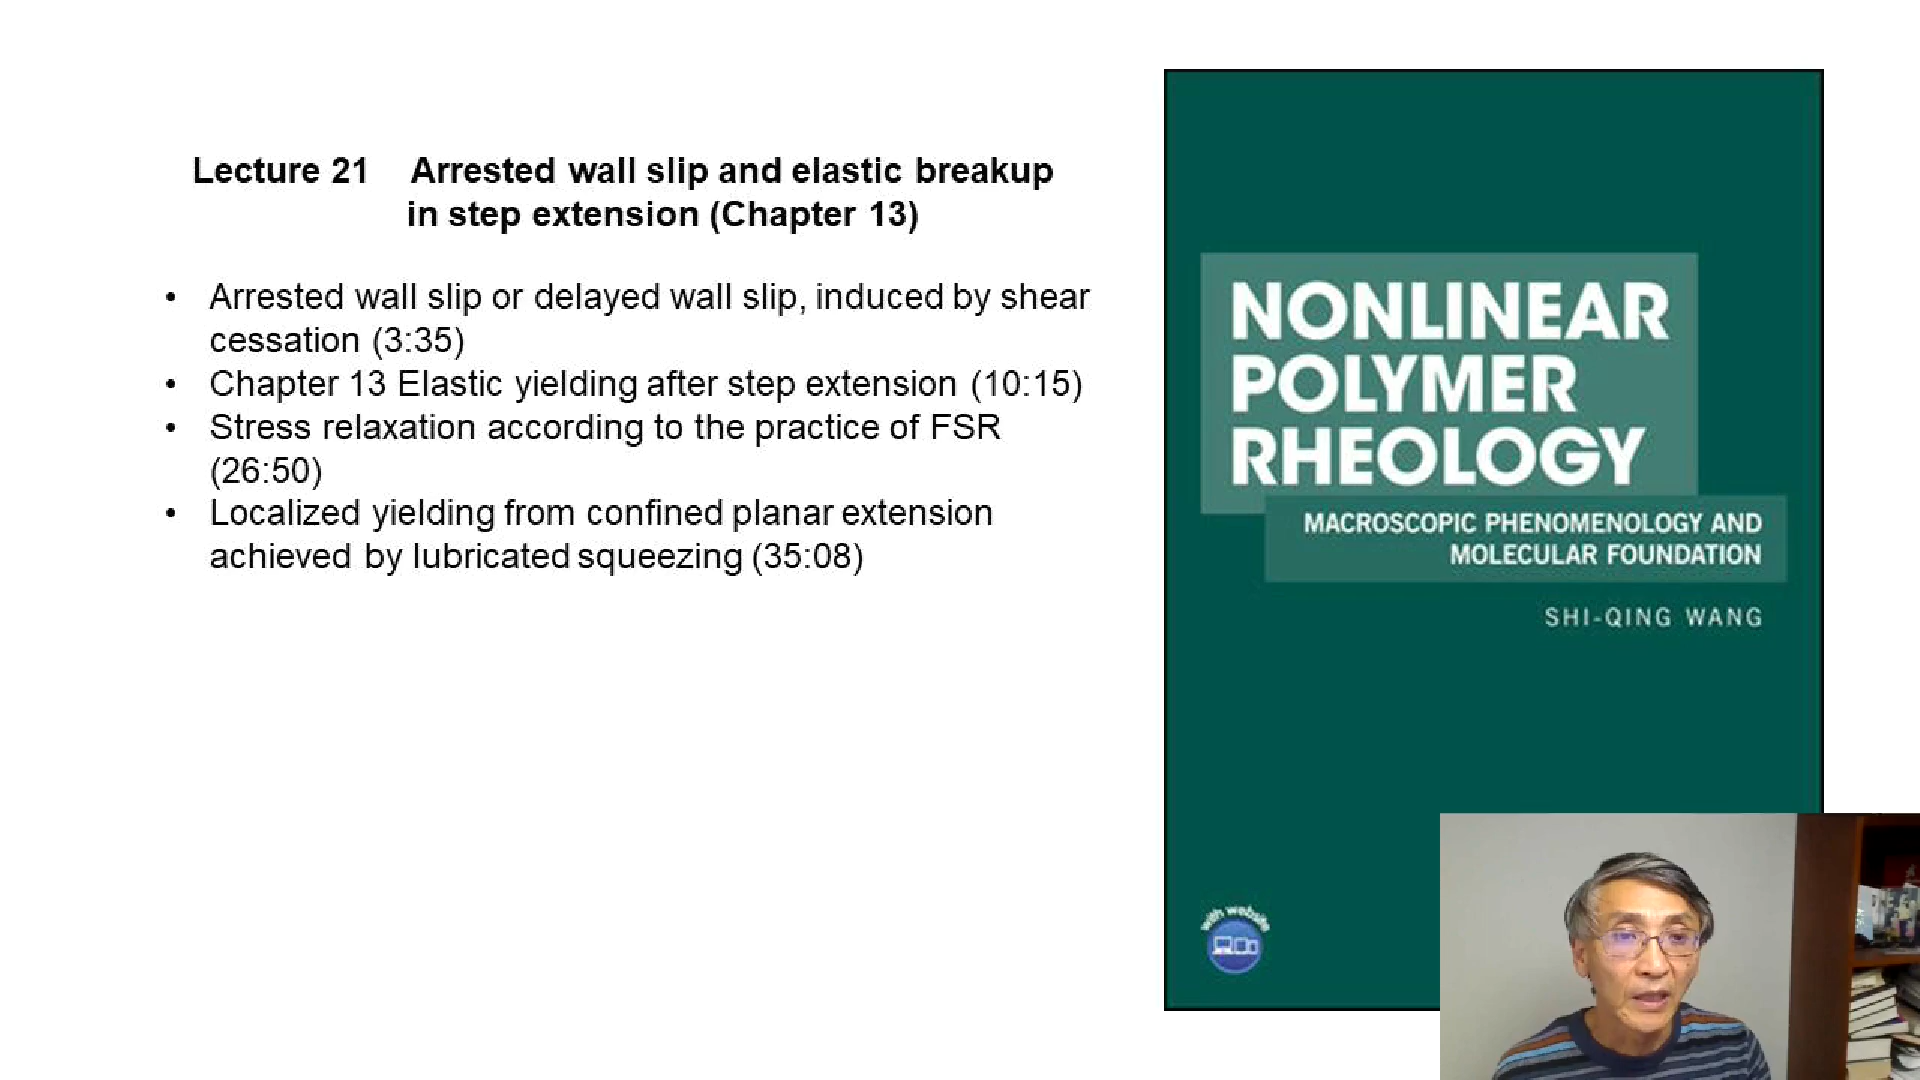 Lecture 21 Arrested wall slip and elastic breakup
in step extension (Chapter 13)
• Arrested wall slip or delayed wall slip, induced by shear
cessation (3:35)
• Chapter 13 Elastic yielding after step extension (10:15)
• Stress relaxation according to the practice of FSR
(26:50)
• Localized yielding from confined planar extension
achieved by lubricated squeezing (35:08)
NONLINEAR
POLYMER
RHEOLOGY
MACROSCOPIC PHENOMENOLOGY AND
MOLECULAR FOUNDATION
SHI-QING WANG
with website